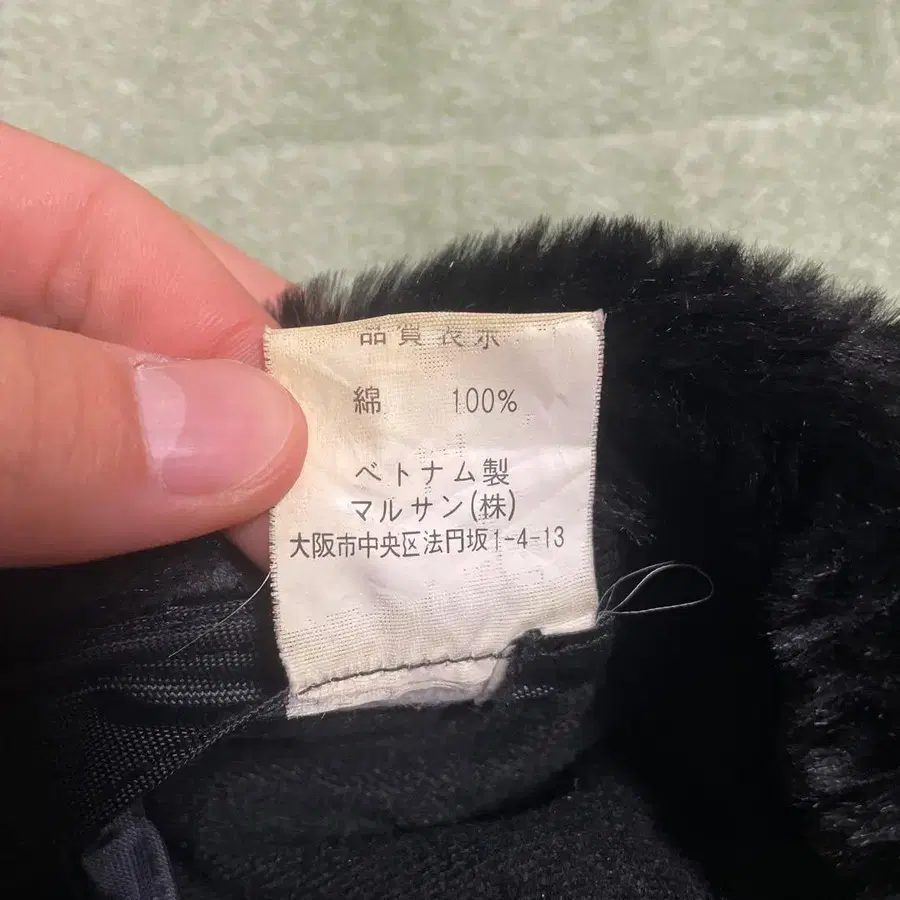 品質表示
綿 100%
ベトナム製
マルサン(株)
大阪市中央区法円坂1-4-13